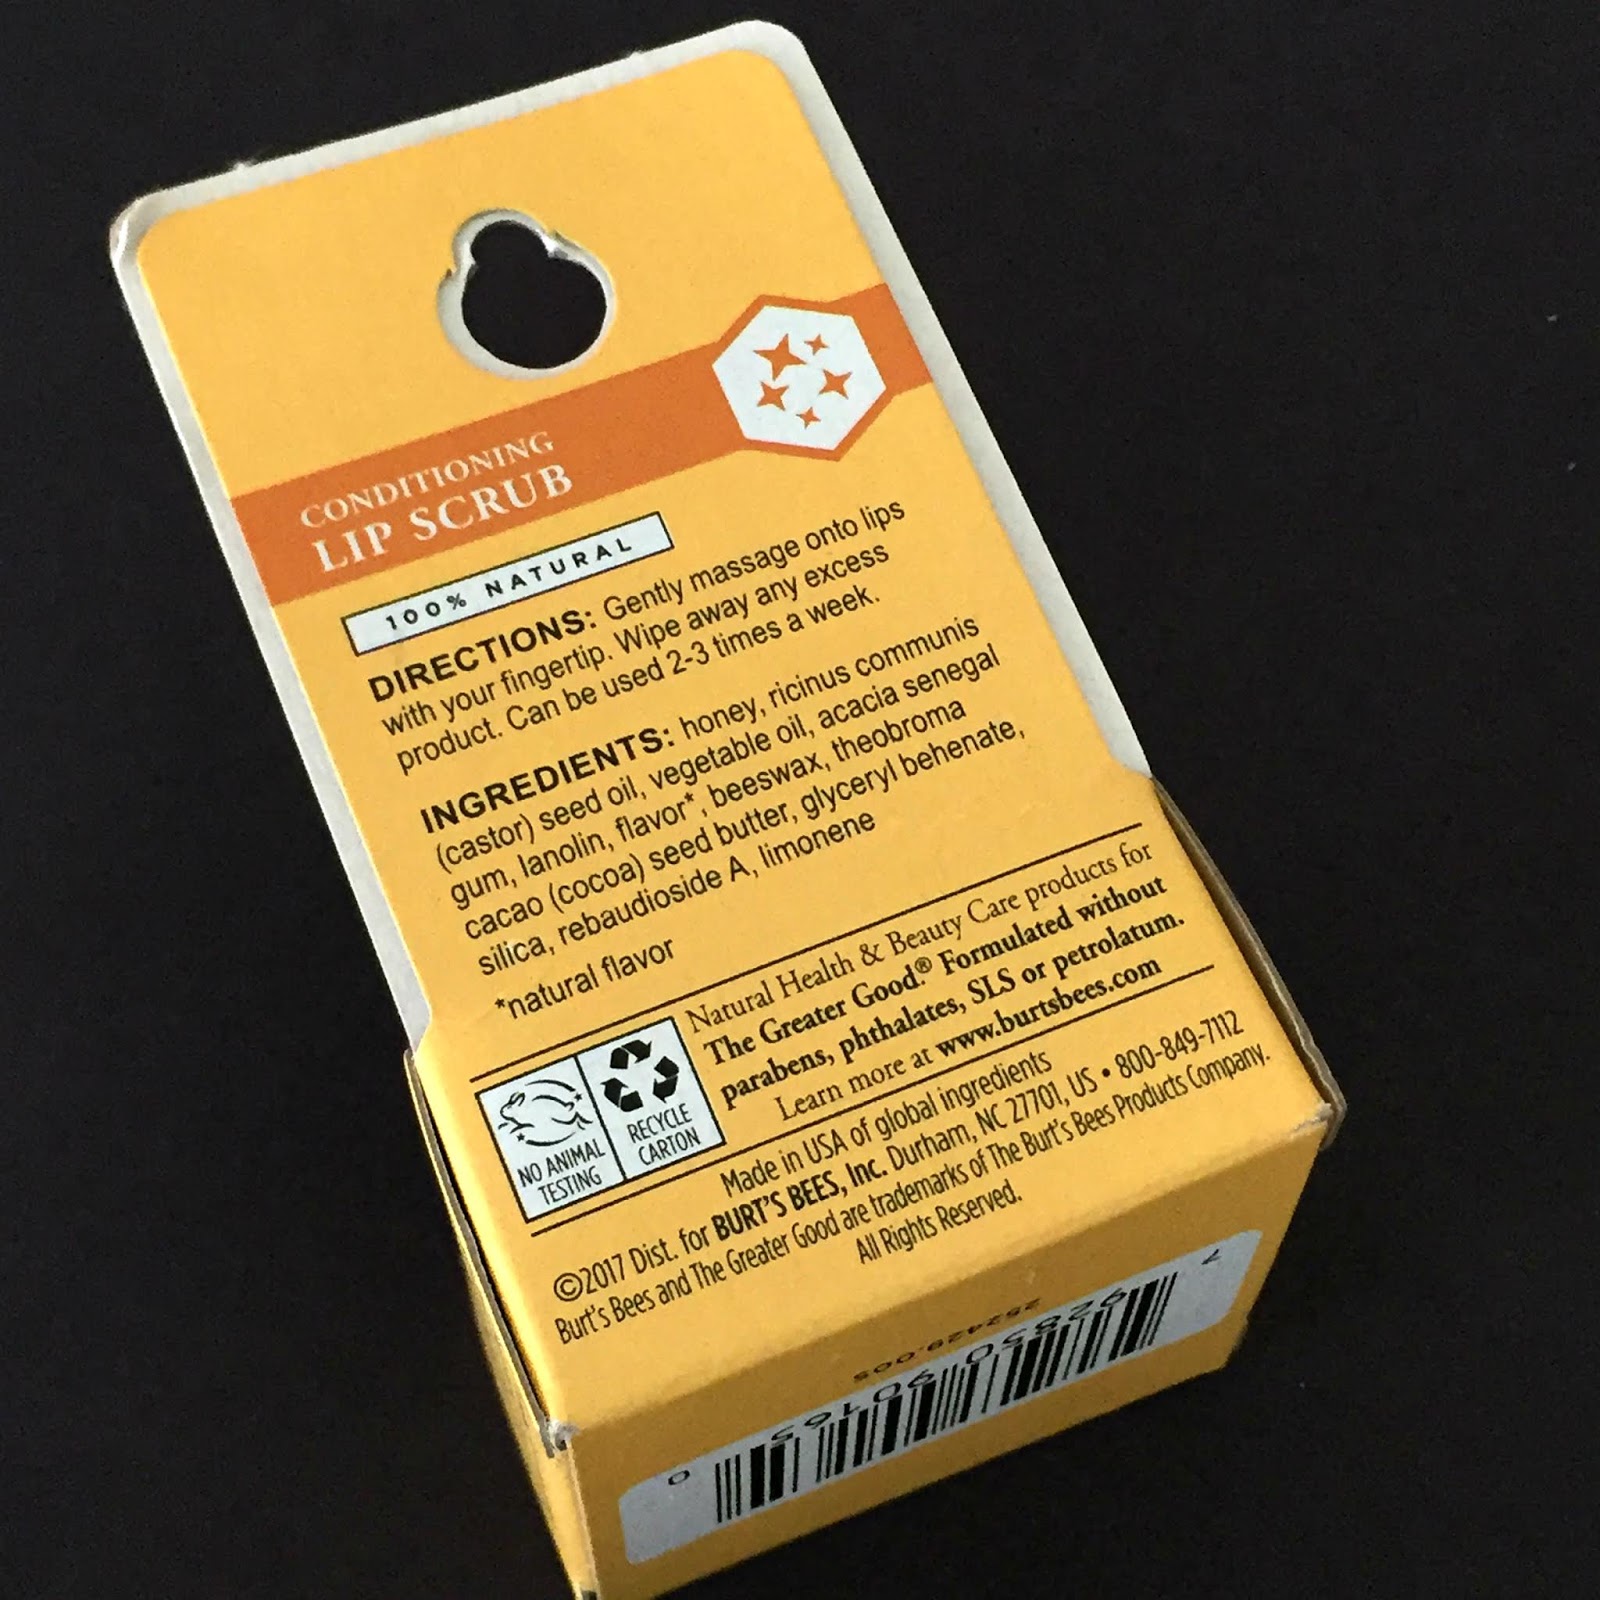 CONDITIONING
LIP SCRUB
100% NATURAL
DIRECTIONS: Gently massage onto lips
with your fingertip. Wipe away any excess
product. Can be used 2-3 times a week.
INGREDIENTS: honey, ricinus communis
(castor) seed oil, vegetable oil, acacia senegal
gum, lanolin, flavor*, beeswax, theobroma
cacao (cocoa) seed butter, glyceryl behenate,
silica, rebaudioside A, limonene
*natural flavor
NO ANIMAL
TESTING
RECYCLE
CARTON
Natural Health & Beauty Care products for
The Greater Good.® Formulated without
parabens, phthalates, SLS or petrolatum.
Learn more at www.burtsbees.com
Made in USA of global ingredients
©2017 Dist. for BURT'S BEES, Inc. Durham, NC 27701, US • 800-849-7112
Burt's Bees and The Greater Good are trademarks of The Burt's Bees Products Company.
All Rights Reserved.
252429.005
7 92850 90165 0